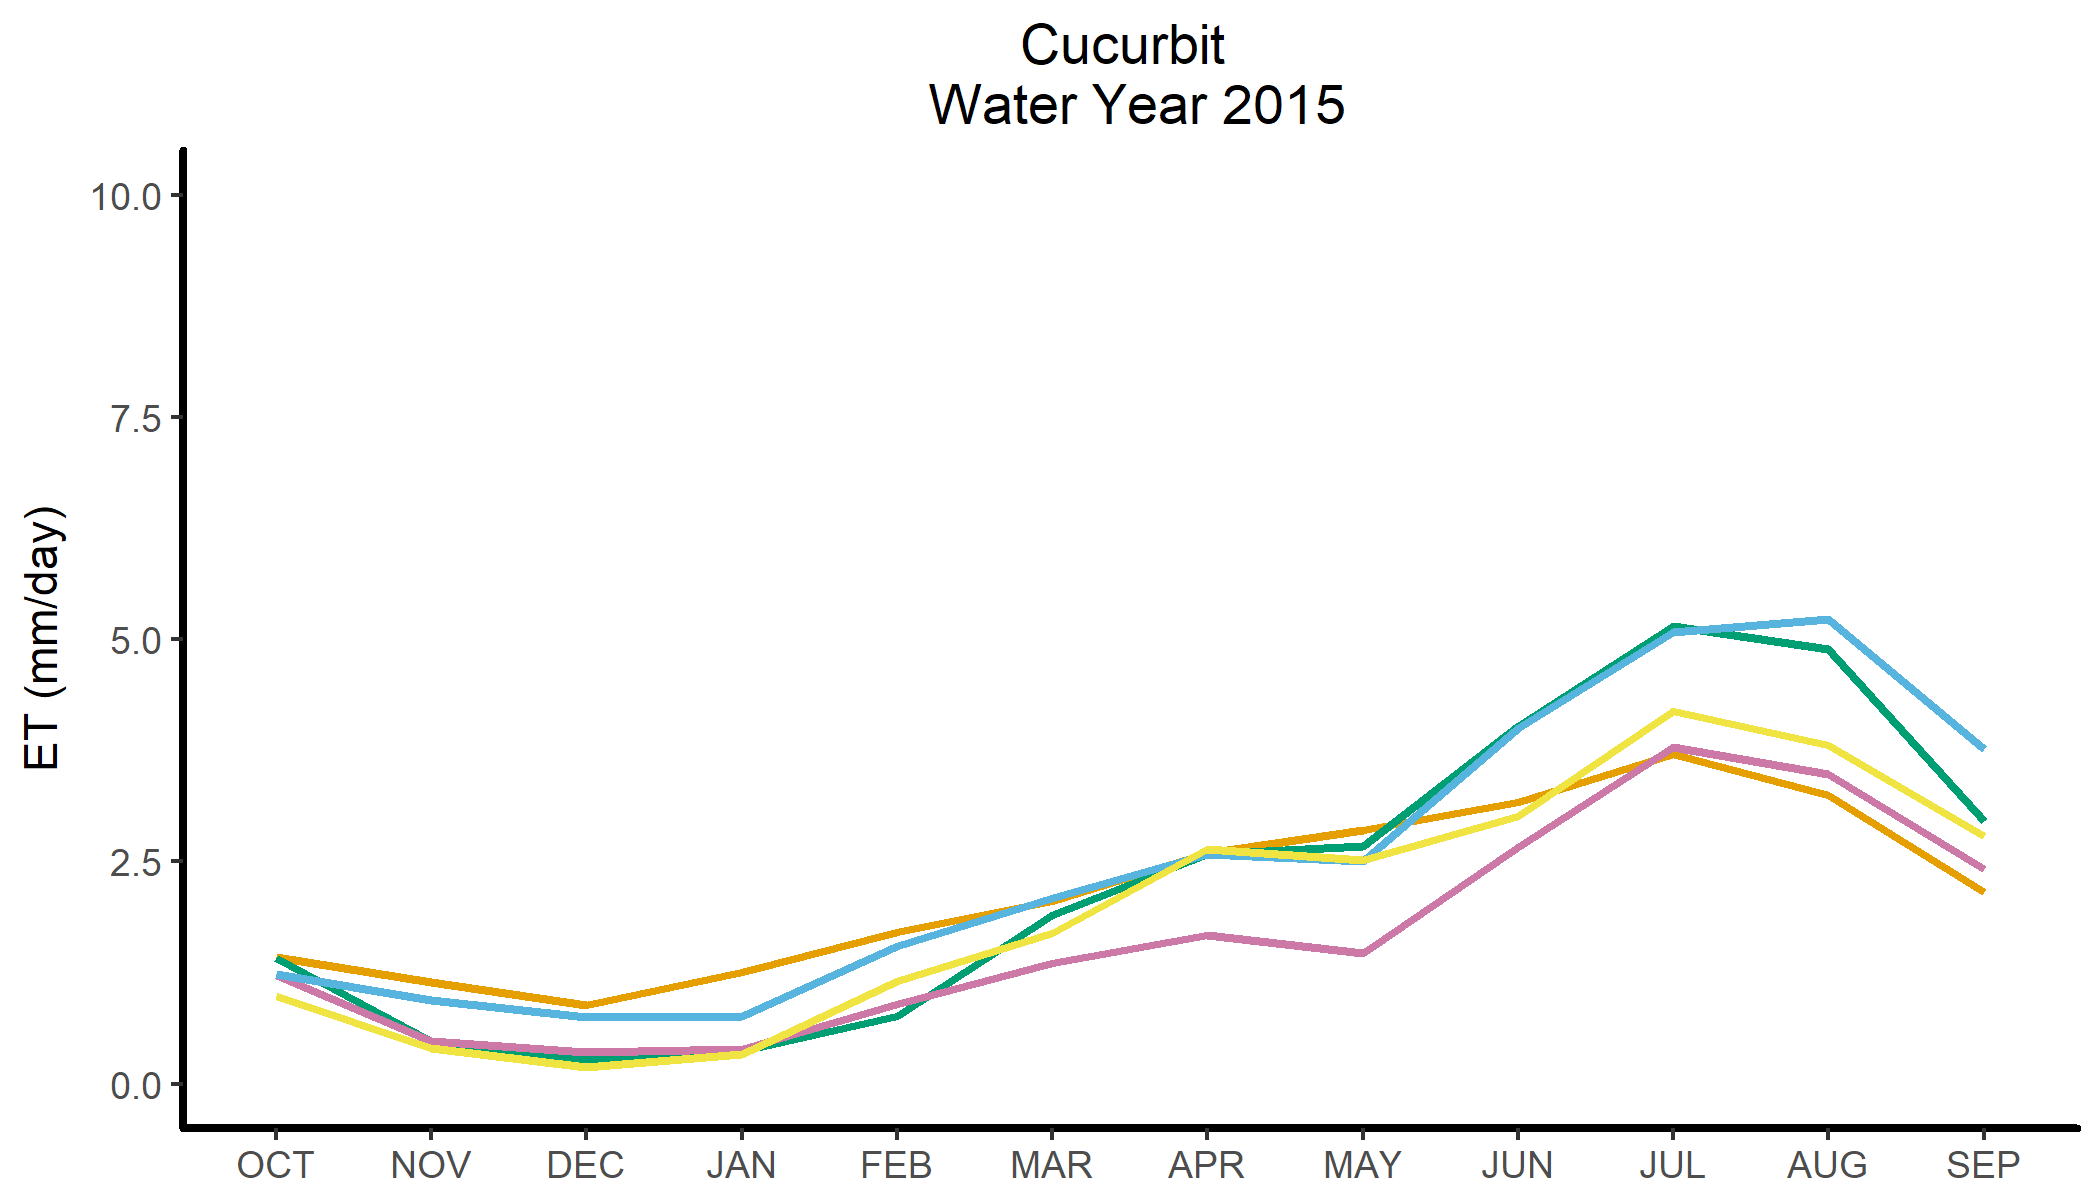 Cucurbit
Water Year 2015
ET (mm/day)
10.0
7.5
5.0
2.5
0.0
OCT NOV DEC JAN FEB MAR APR MAY JUN JUL AUG SEP